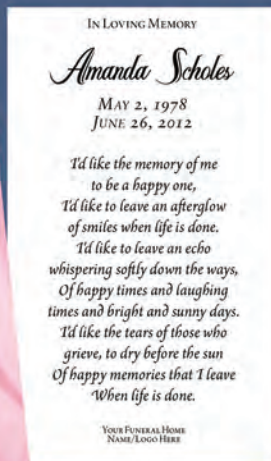 In Loving Memory
Amanda Scholes
May 2, 1978
June 26, 2012
I'd like the memory of me
to be a happy one,
I'd like to leave an afterglow
of smiles when life is done.
I'd like to leave an echo
whispering softly down the ways,
Of happy times and laughing
times and bright and sunny days.
I'd like the tears of those who
grieve, to dry before the sun
Of happy memories that I leave
When life is done.
Your Funeral Home
Name/Logo Here